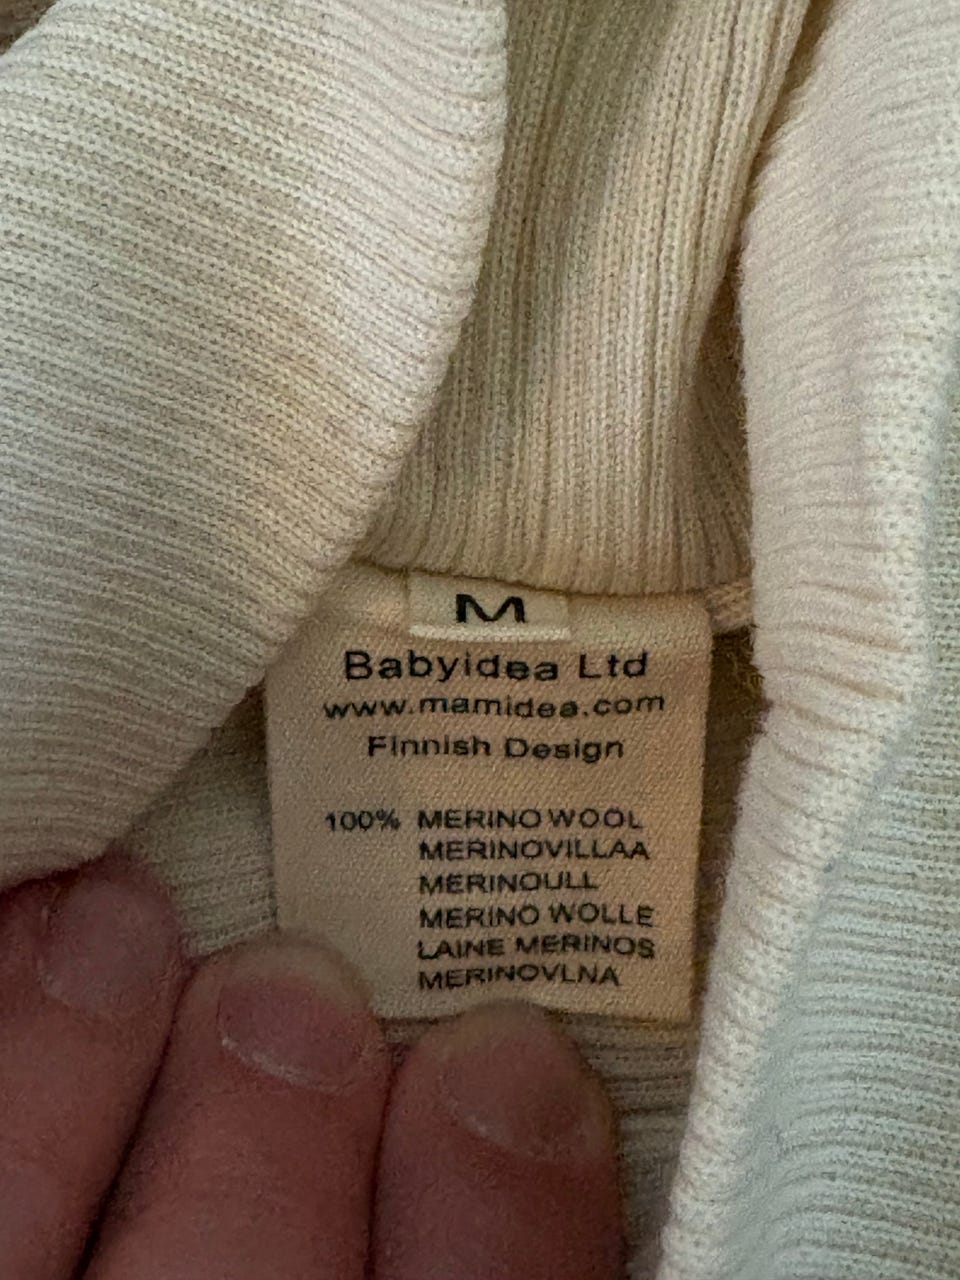 M
Babyidea Ltd
www.mamidea.com
Finnish Design
100% MERINO WOOL
MERINOVILLAA
MERINOULL
MERINO WOLLE
LAINE MERINOS
MERINOVLNA